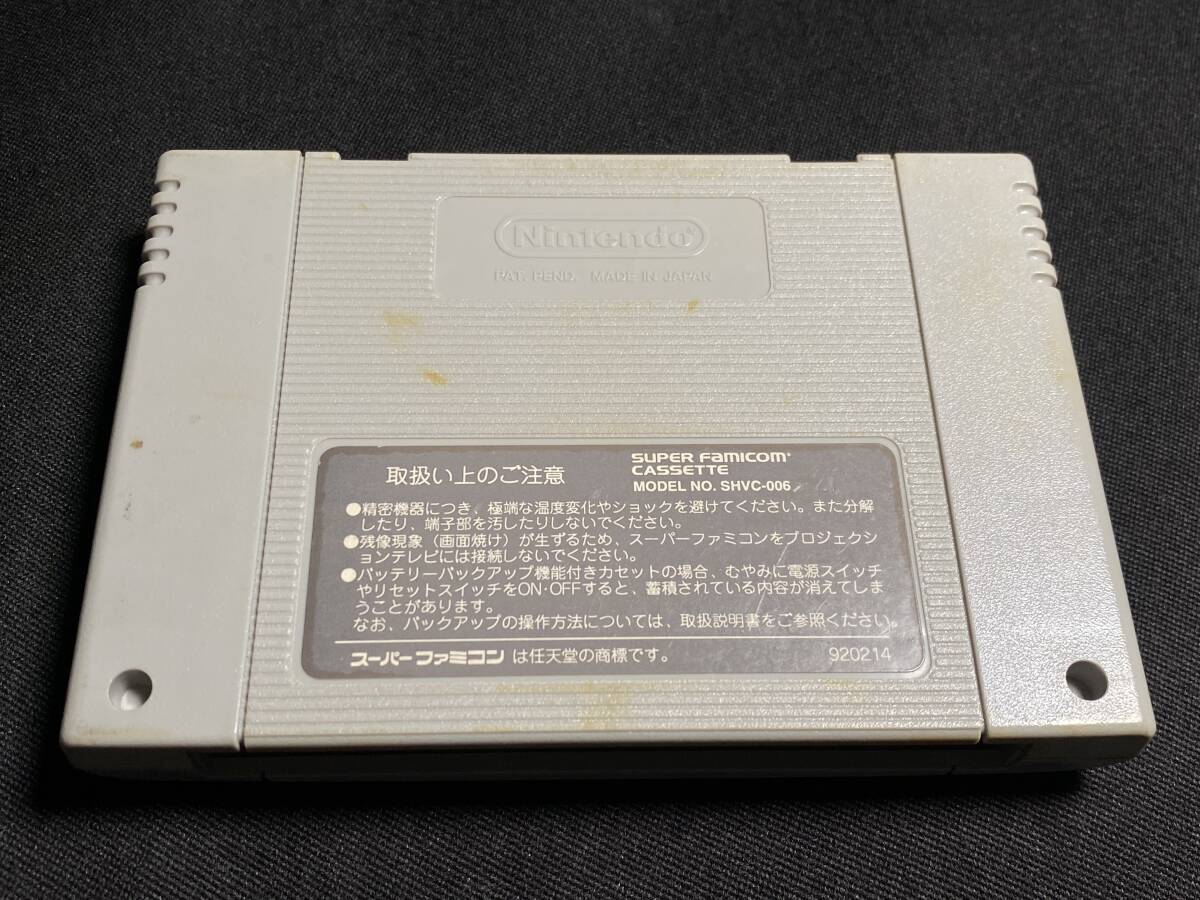 Nintendo®
PAT. PEND. MADE IN JAPAN
取扱い上のご注意
SUPER Famicom®
CASSETTE
MODEL NO. SHVC-006
●精密機器につき、極端な温度変化やショックを避けてください。また分解
したり、端子部を汚したりしないでください。
●残像現象（画面焼け）が生ずるため、スーパーファミコンをプロジェクシ
ョンテレビには接続しないでください。
●バッテリーバックアップ機能付きカセットの場合、むやみに電源スイッチ
やリセットスイッチをON・OFFすると、蓄積されている内容が消えてしま
うことがあります。
なお、バックアップの操作方法については、取扱説明書をご参照ください。
スーパーファミコンは任天堂の商標です。
920214